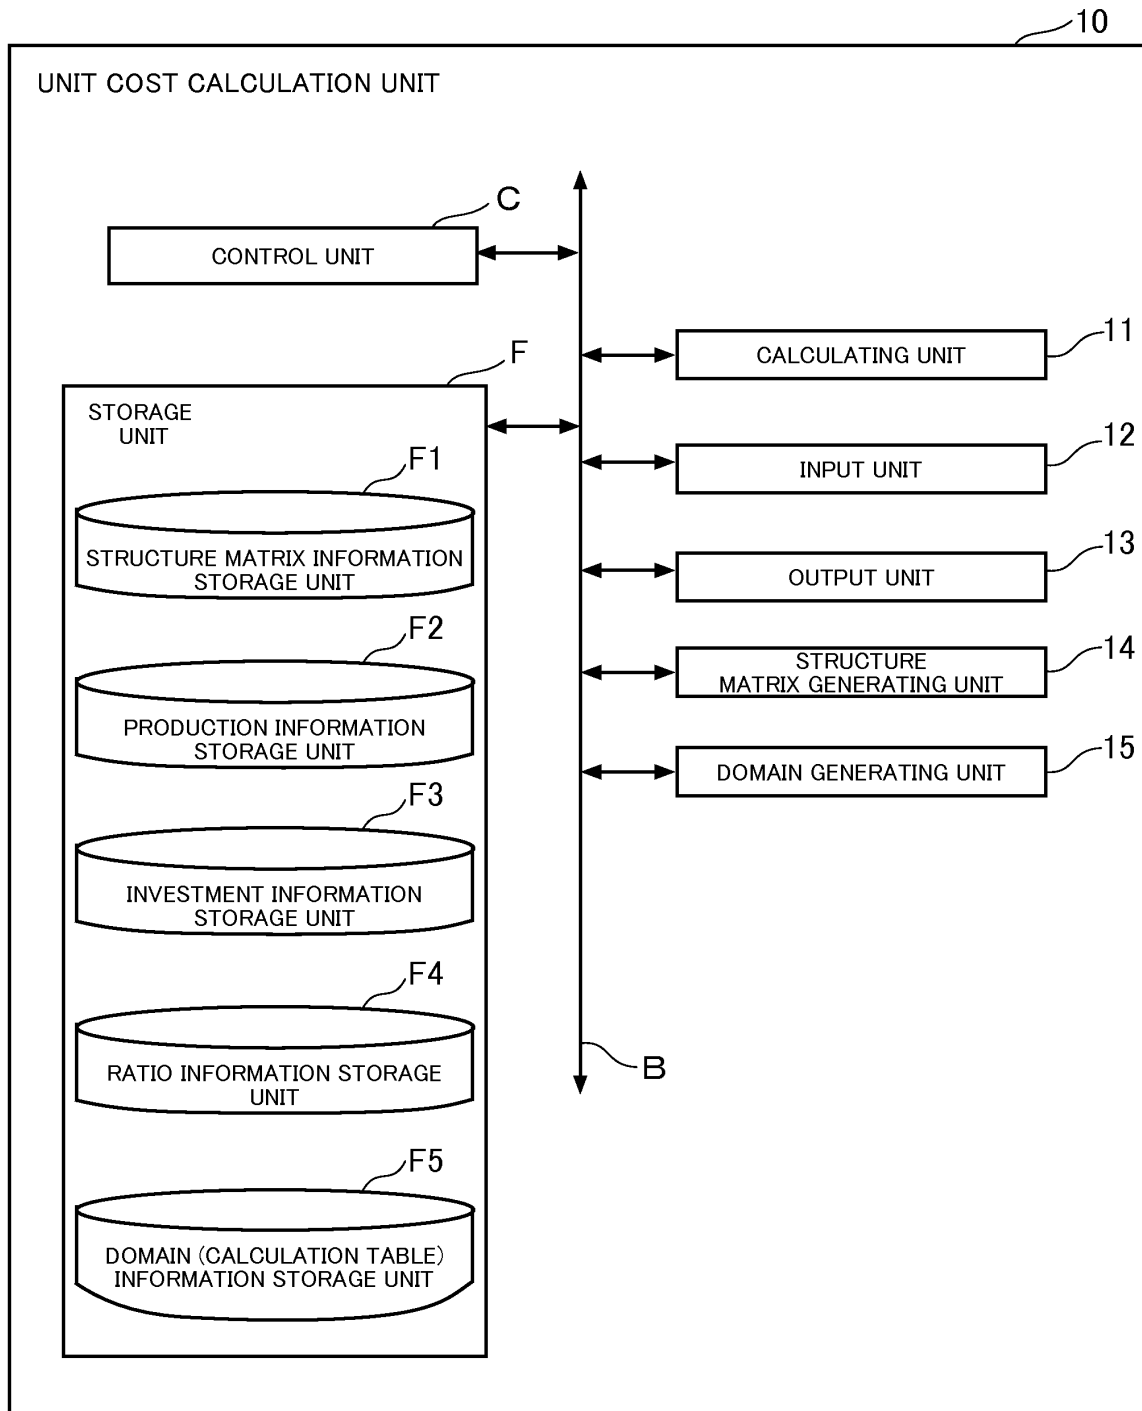 10
UNIT COST CALCULATION UNIT
C
CONTROL UNIT
F
STORAGE
UNIT
F1
STRUCTURE MATRIX INFORMATION
STORAGE UNIT
F2
PRODUCTION INFORMATION
STORAGE UNIT
F3
INVESTMENT INFORMATION
STORAGE UNIT
F4
RATIO INFORMATION STORAGE
UNIT
F5
DOMAIN (CALCULATION TABLE)
INFORMATION STORAGE UNIT
B
11
CALCULATING UNIT
12
INPUT UNIT
13
OUTPUT UNIT
14
STRUCTURE
MATRIX GENERATING UNIT
15
DOMAIN GENERATING UNIT